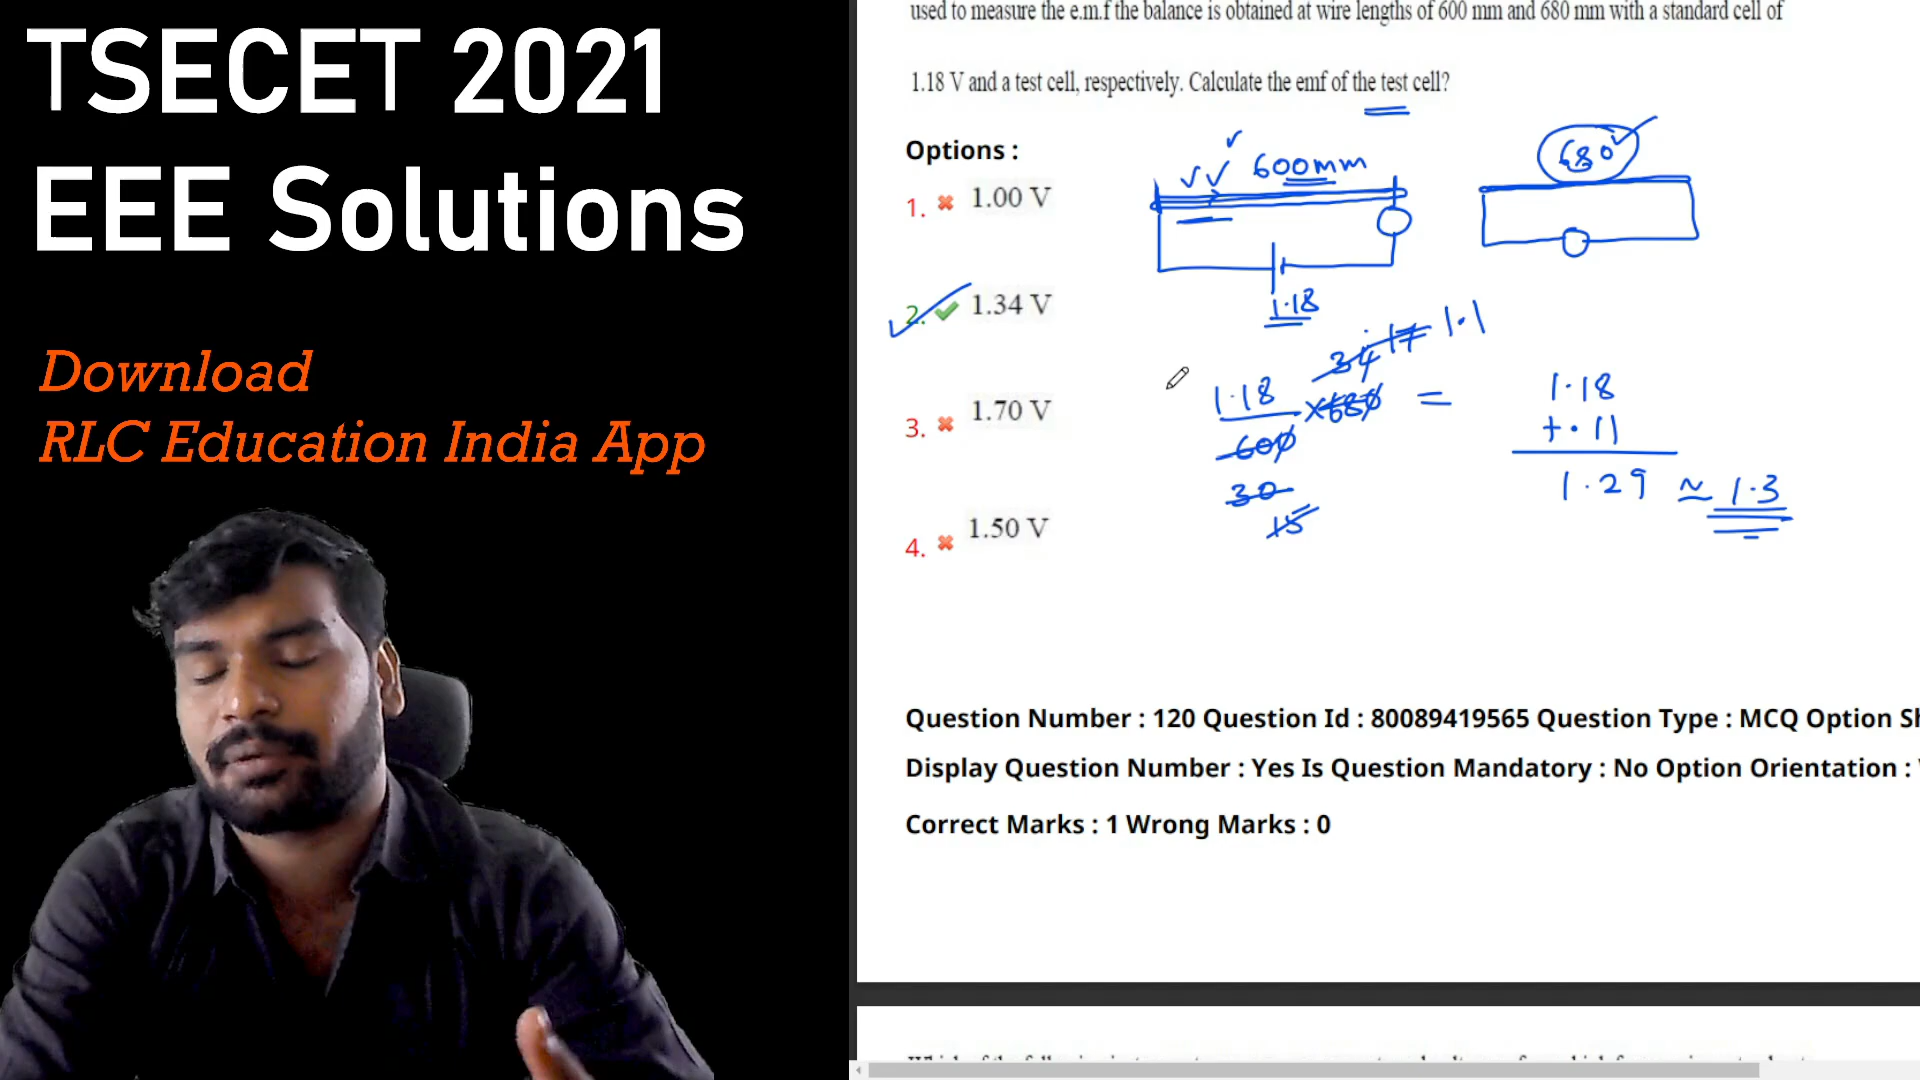 TSECET 2021
EEE Solutions
Download
RLC Education India App
used to measure the e.m.f the balance is obtained at wire lengths of 600 mm and 680 mm with a standard cell of
1.18 V and a test cell, respectively. Calculate the emf of the test cell?
Options :
1. 1.00 V
2. 1.34 V
3. 1.70 V
4. 1.50 V
600mm
680
1.18
34 17 1.1
1.18 ×680 =
600
30
15
1.18
+.11
1.29 ≈ 1.3
Question Number : 120 Question Id : 80089419565 Question Type : MCQ Option
Display Question Number : Yes Is Question Mandatory : No Option Orientation :
Correct Marks : 1 Wrong Marks : 0